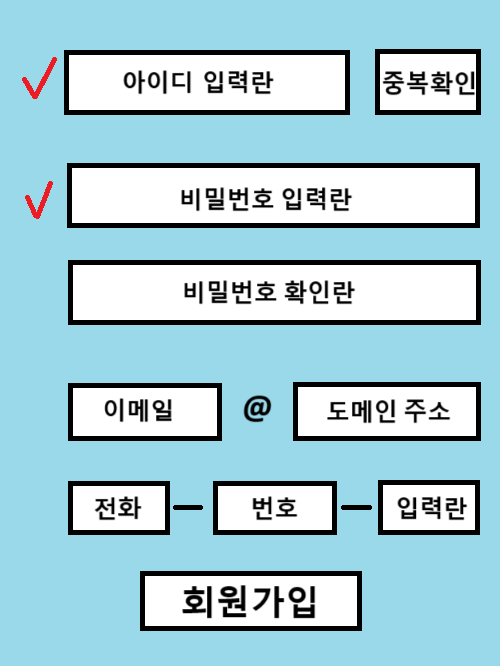 아이디 입력란 중복확인
비밀번호 입력란
비밀번호 확인란
이메일 @ 도메인 주소
전화 - 번호 - 입력란
회원가입